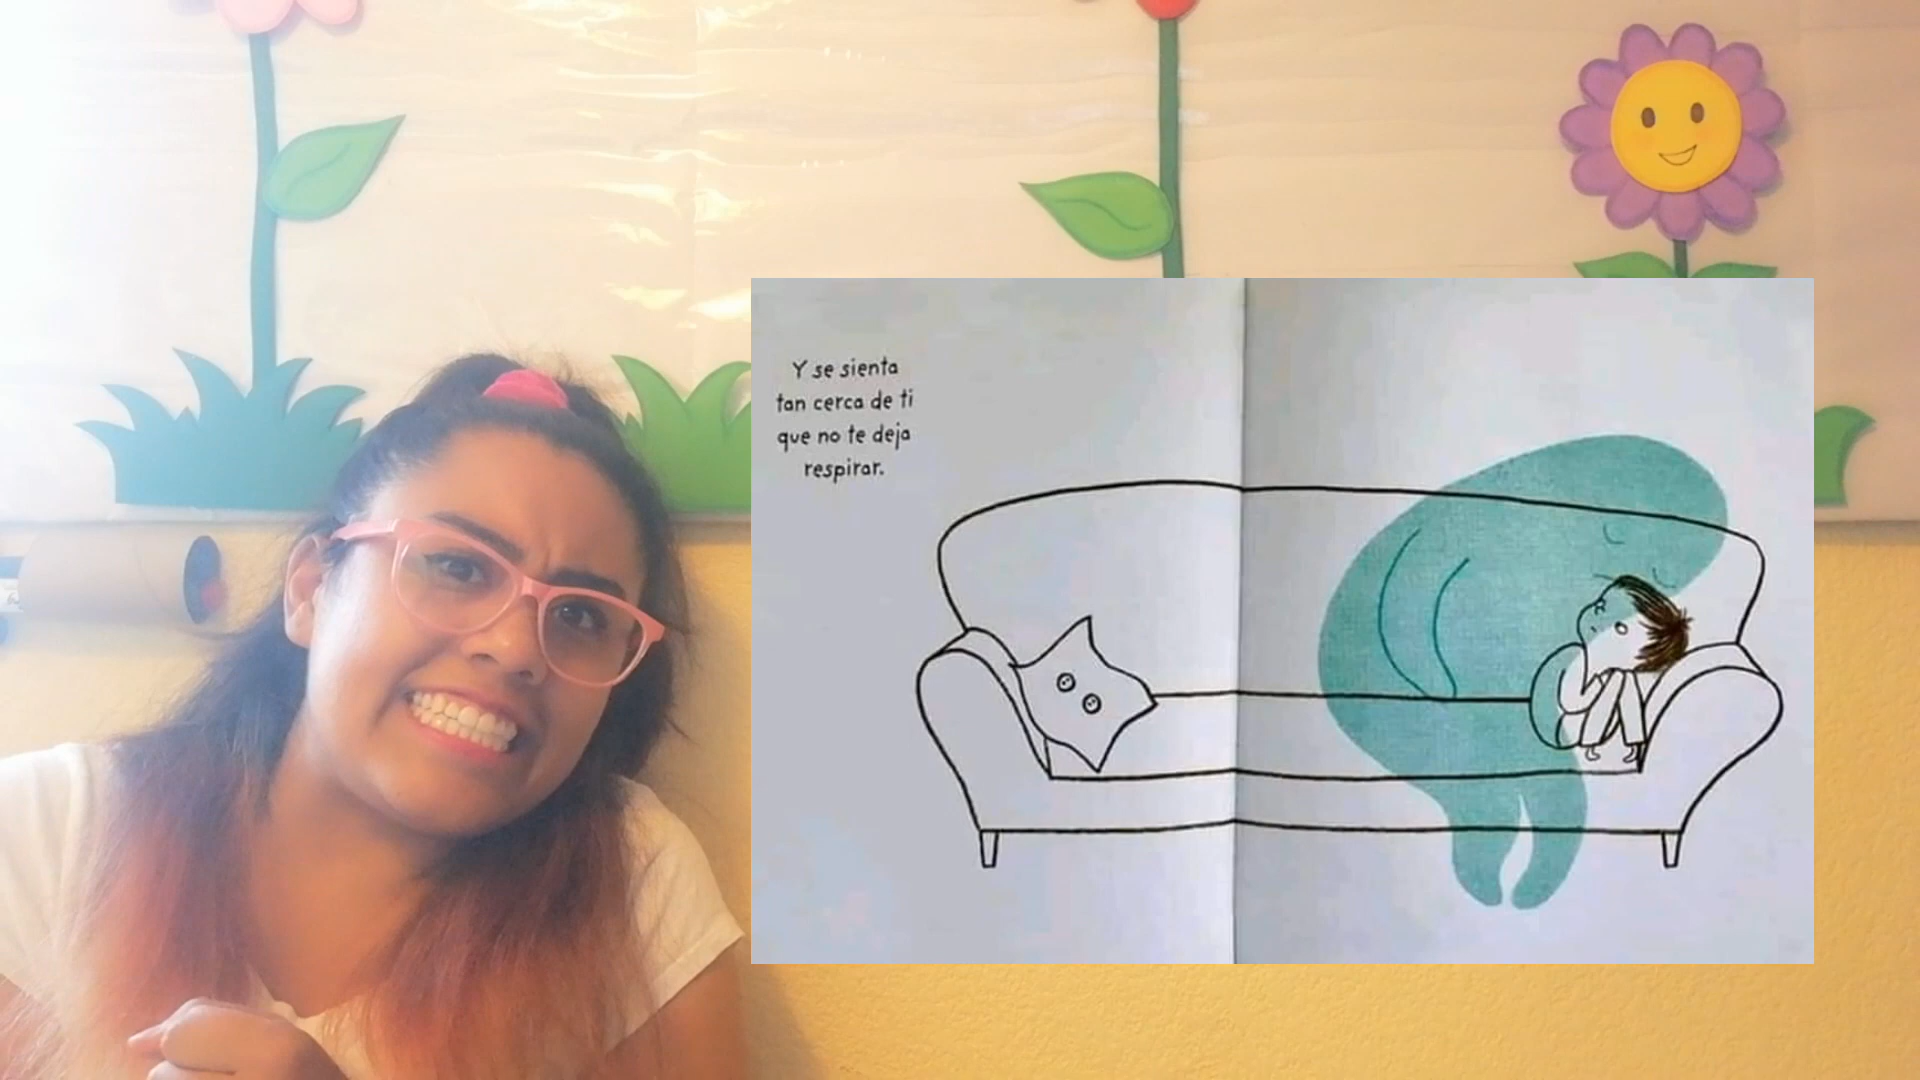 Y se sienta
tan cerca de ti
que no te deja
respirar.